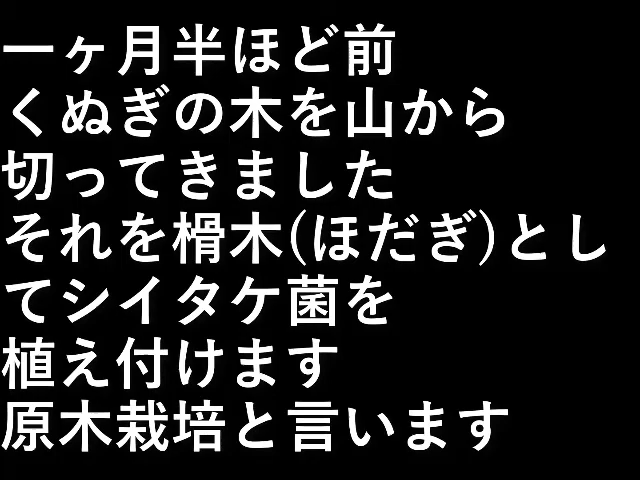 一ヶ月半ほど前
くぬぎの木を山から
切ってきました
それを榾木(ほだぎ)とし
てシイタケ菌を
植え付けます
原木栽培と言います